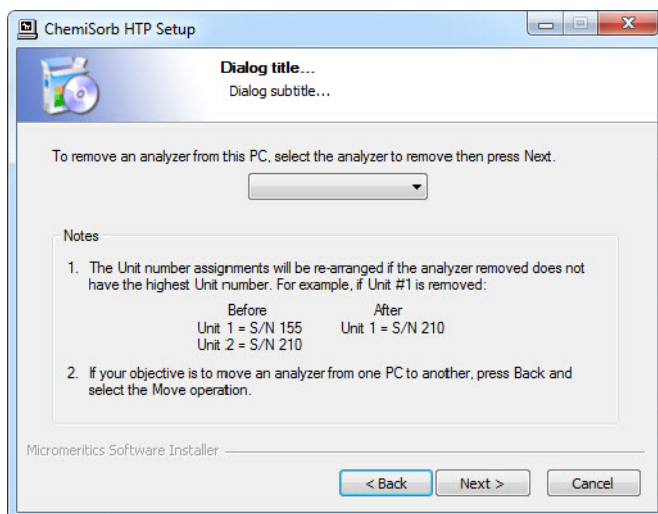 ChemiSorb HTP Setup
Dialog title...
Dialog subtitle...
To remove an analyzer from this PC, select the analyzer to remove then press Next.
Notes
1. The Unit number assignments will be re-arranged if the analyzer removed does not
have the highest Unit number. For example, if Unit #1 is removed:
Before After
Unit 1 = S/N 155 Unit 1 = S/N 210
Unit 2 = S/N 210
2. If your objective is to move an analyzer from one PC to another, press Back and
select the Move operation.
Micromeritics Software Installer
< Back Next > Cancel